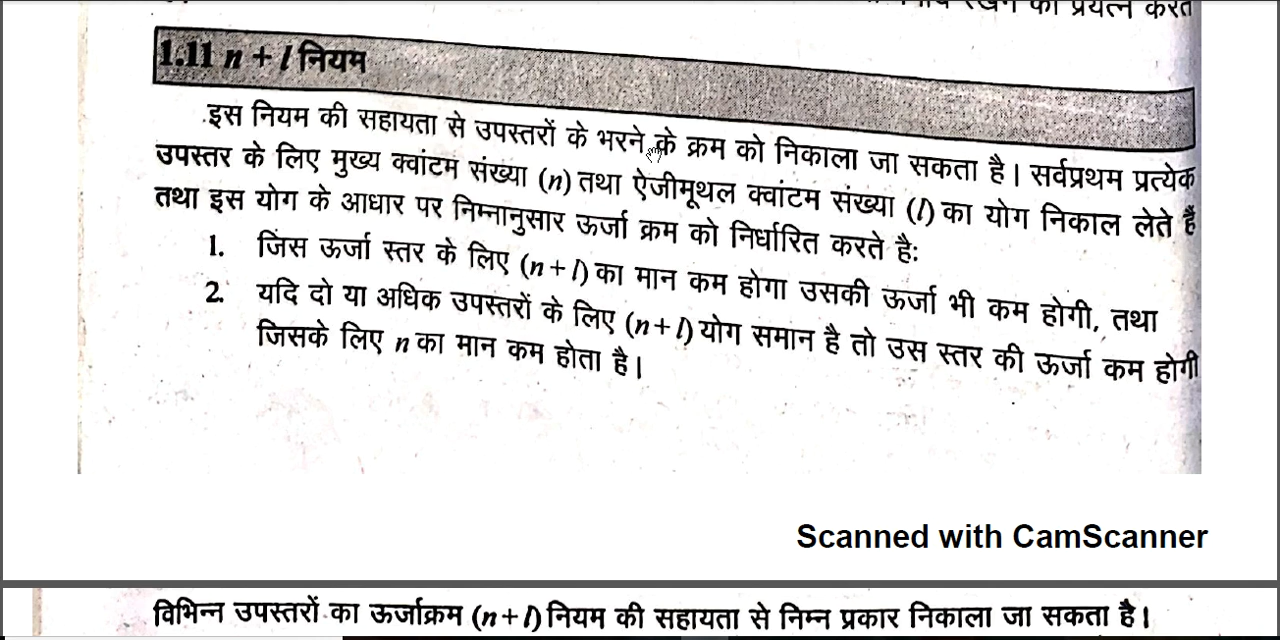 रखने का प्रयत्न करते
1.11 n + l नियम
इस नियम की सहायता से उपस्तरों के भरने के क्रम को निकाला जा सकता है। सर्वप्रथम प्रत्येक
उपस्तर के लिए मुख्य क्वांटम संख्या (n) तथा ऐजीमूथल क्वांटम संख्या (l) का योग निकाल लेते हैं
तथा इस योग के आधार पर निम्नानुसार ऊर्जा क्रम को निर्धारित करते है:
1. जिस ऊर्जा स्तर के लिए (n + l) का मान कम होगा उसकी ऊर्जा भी कम होगी, तथा
2. यदि दो या अधिक उपस्तरों के लिए (n + l) योग समान है तो उस स्तर की ऊर्जा कम होगी
जिसके लिए n का मान कम होता है।
Scanned with CamScanner
विभिन्न उपस्तरों का ऊर्जाक्रम (n + l) नियम की सहायता से निम्न प्रकार निकाला जा सकता है।